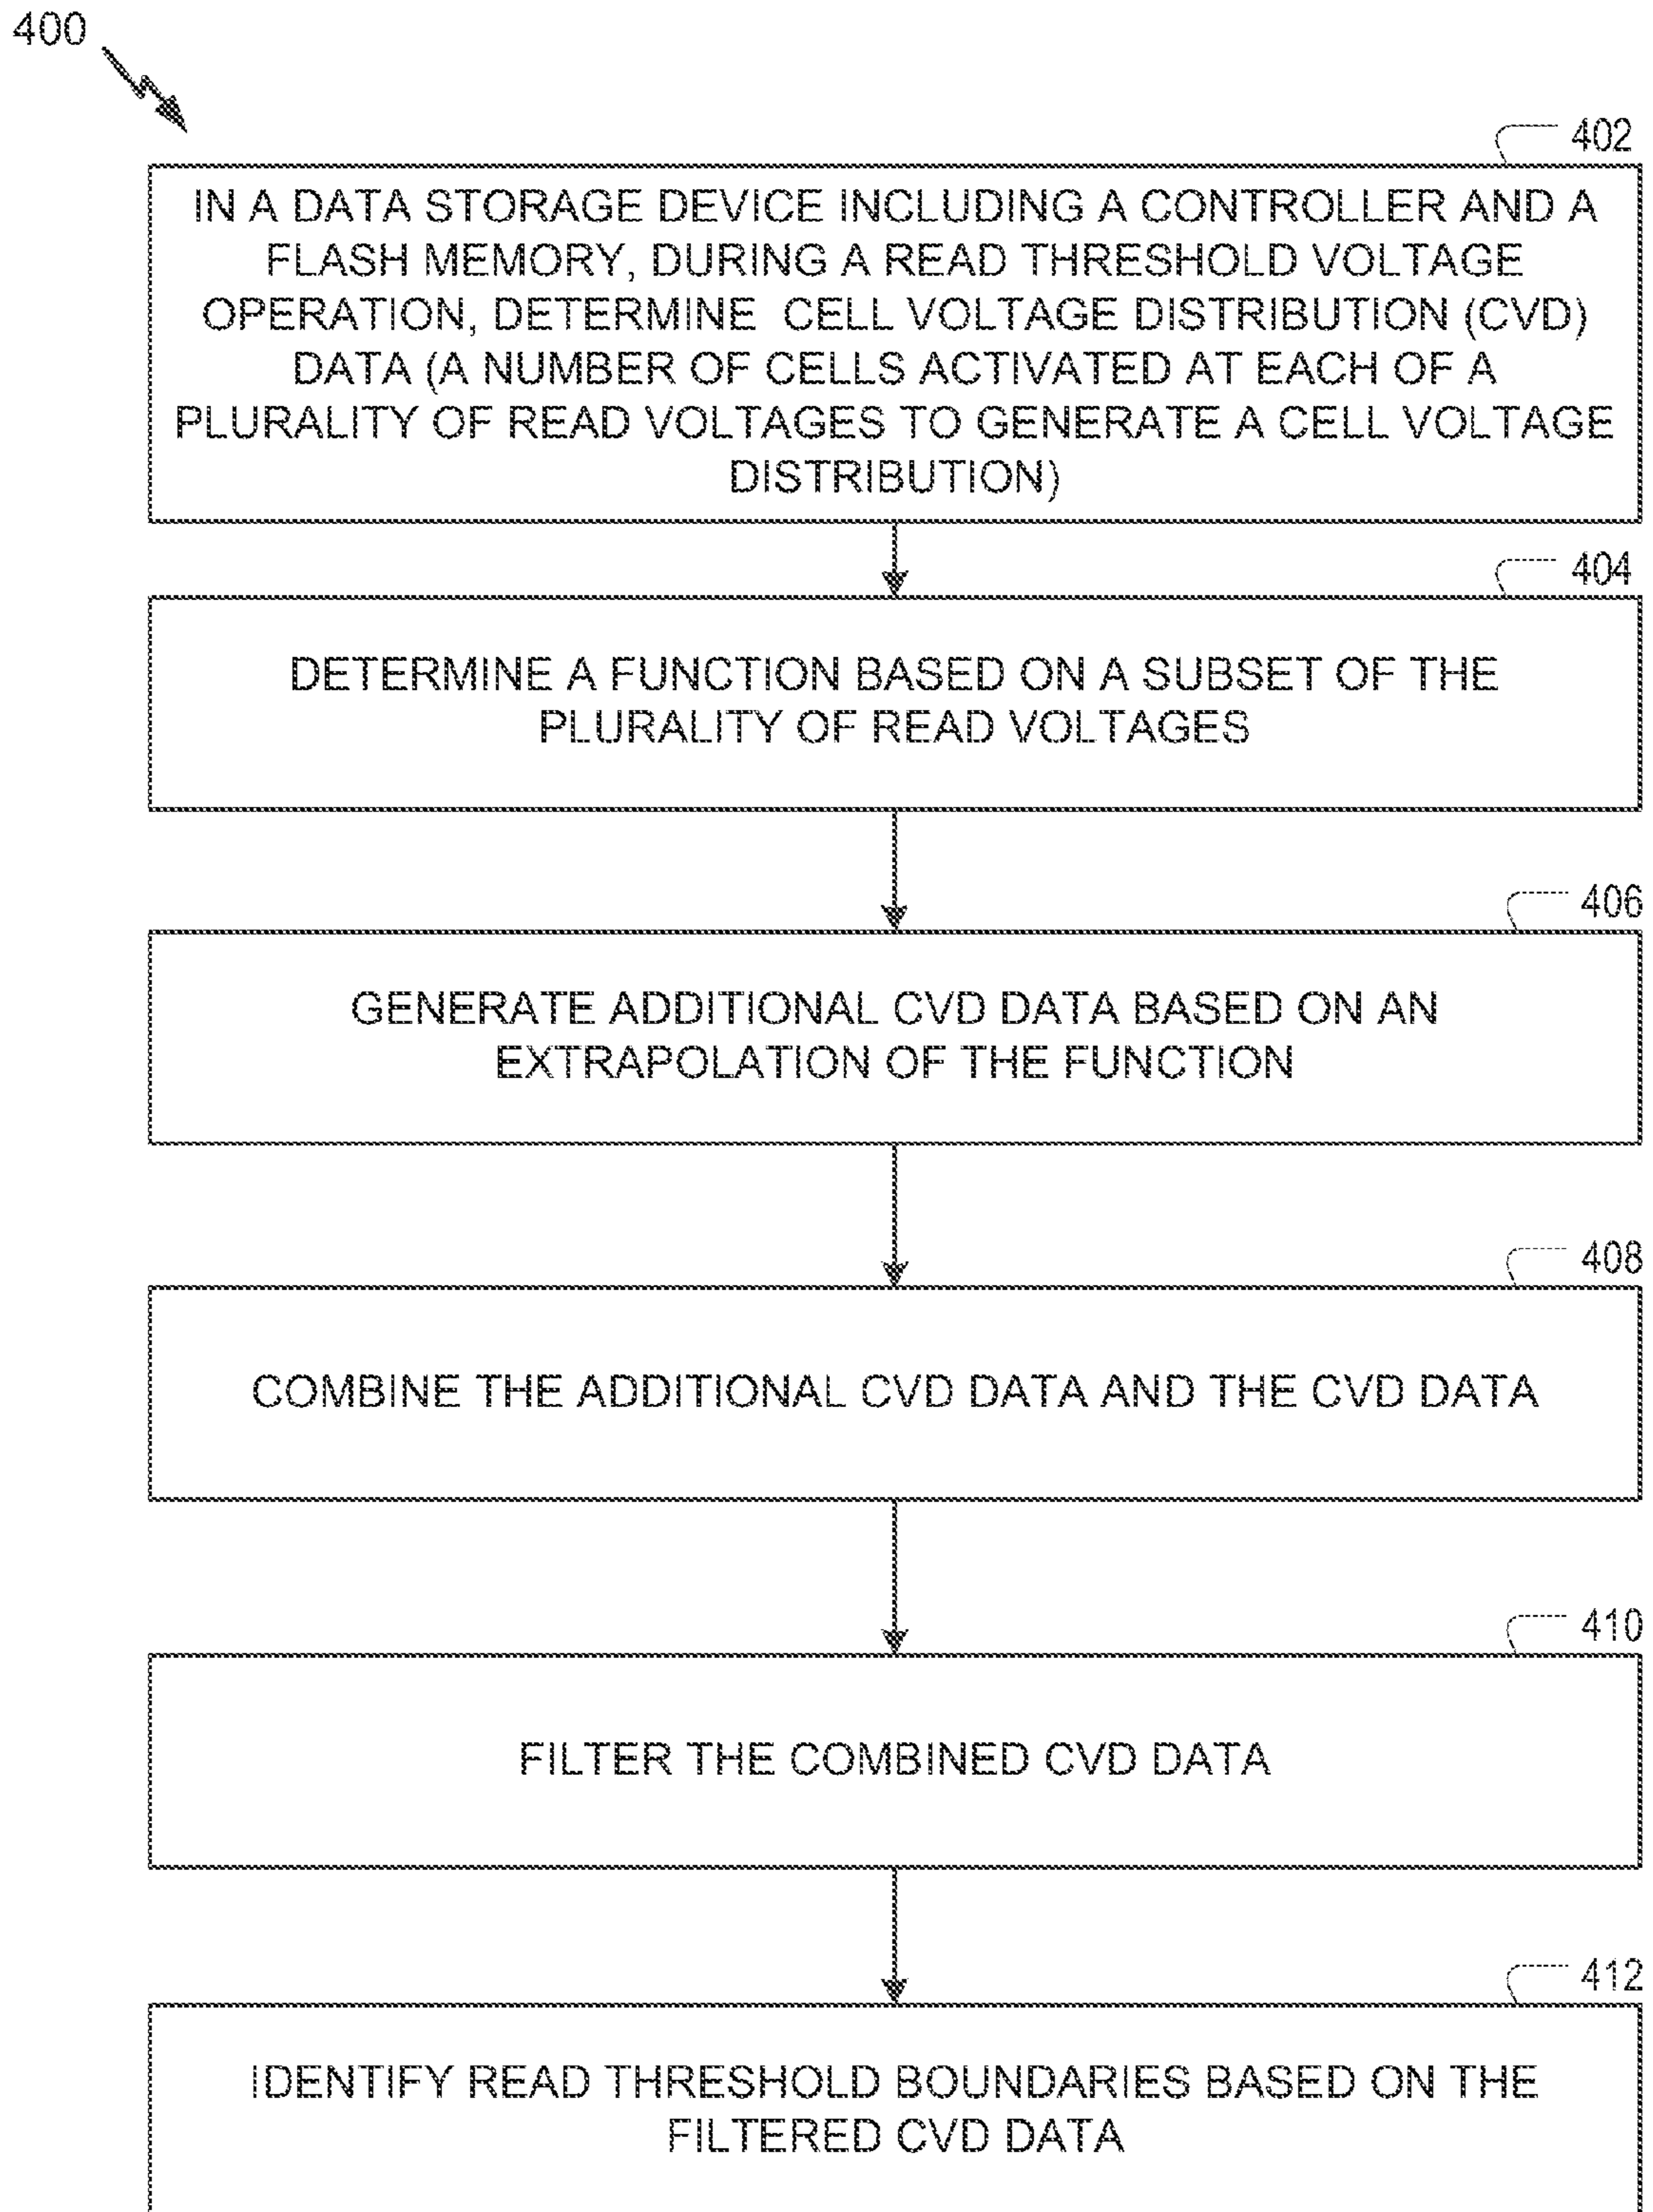 400
402
IN A DATA STORAGE DEVICE INCLUDING A CONTROLLER AND A
FLASH MEMORY, DURING A READ THRESHOLD VOLTAGE
OPERATION, DETERMINE CELL VOLTAGE DISTRIBUTION (CVD)
DATA (A NUMBER OF CELLS ACTIVATED AT EACH OF A
PLURALITY OF READ VOLTAGES TO GENERATE A CELL VOLTAGE
DISTRIBUTION)
404
DETERMINE A FUNCTION BASED ON A SUBSET OF THE
PLURALITY OF READ VOLTAGES
406
GENERATE ADDITIONAL CVD DATA BASED ON AN
EXTRAPOLATION OF THE FUNCTION
408
COMBINE THE ADDITIONAL CVD DATA AND THE CVD DATA
410
FILTER THE COMBINED CVD DATA
412
IDENTIFY READ THRESHOLD BOUNDARIES BASED ON THE
FILTERED CVD DATA